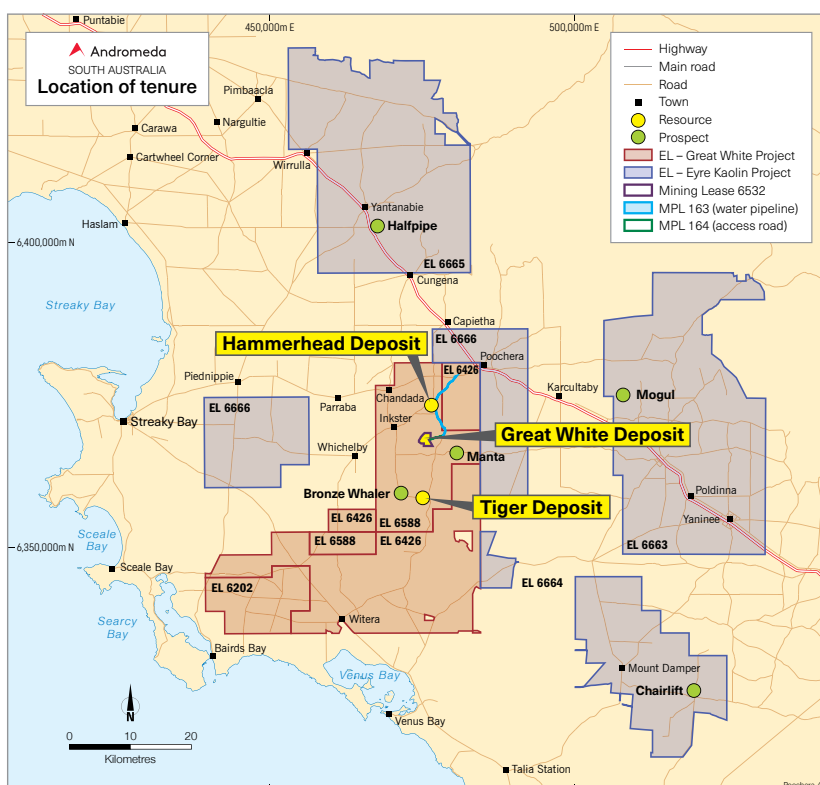 450,000m E
500,000m E
Puntabie
Andromeda
SOUTH AUSTRALIA
Location of tenure
Highway
Main road
Road
Town
Resource
Prospect
EL – Great White Project
EL – Eyre Kaolin Project
Mining Lease 6532
MPL 163 (water pipeline)
MPL 164 (access road)
Pimbaacla
Nargultie
Carawa
Cartwheel Corner
Wirrulla
Yantanabie
Haslam
Halfpipe
6,400,000m N
EL 6665
Cungena
Streaky Bay
Capietha
Hammerhead Deposit
EL 6666
Poochera
EL 6426
Piednippie
Chandada
Karcultaby
Mogul
EL 6666
Parraba
Streaky Bay
Inkster
Great White Deposit
Whichelby
Manta
Bronze Whaler
Poldinna
Tiger Deposit
Yaninee
EL 6426
EL 6588
Sceale
Bay
EL 6588
EL 6426
6,350,000m N
EL 6663
Sceale Bay
EL 6664
EL 6202
Searcy
Bay
Witera
Bairds Bay
Mount Damper
Venus Bay
Chairlift
N
Venus Bay
0 10 20
Kilometres
Talia Station